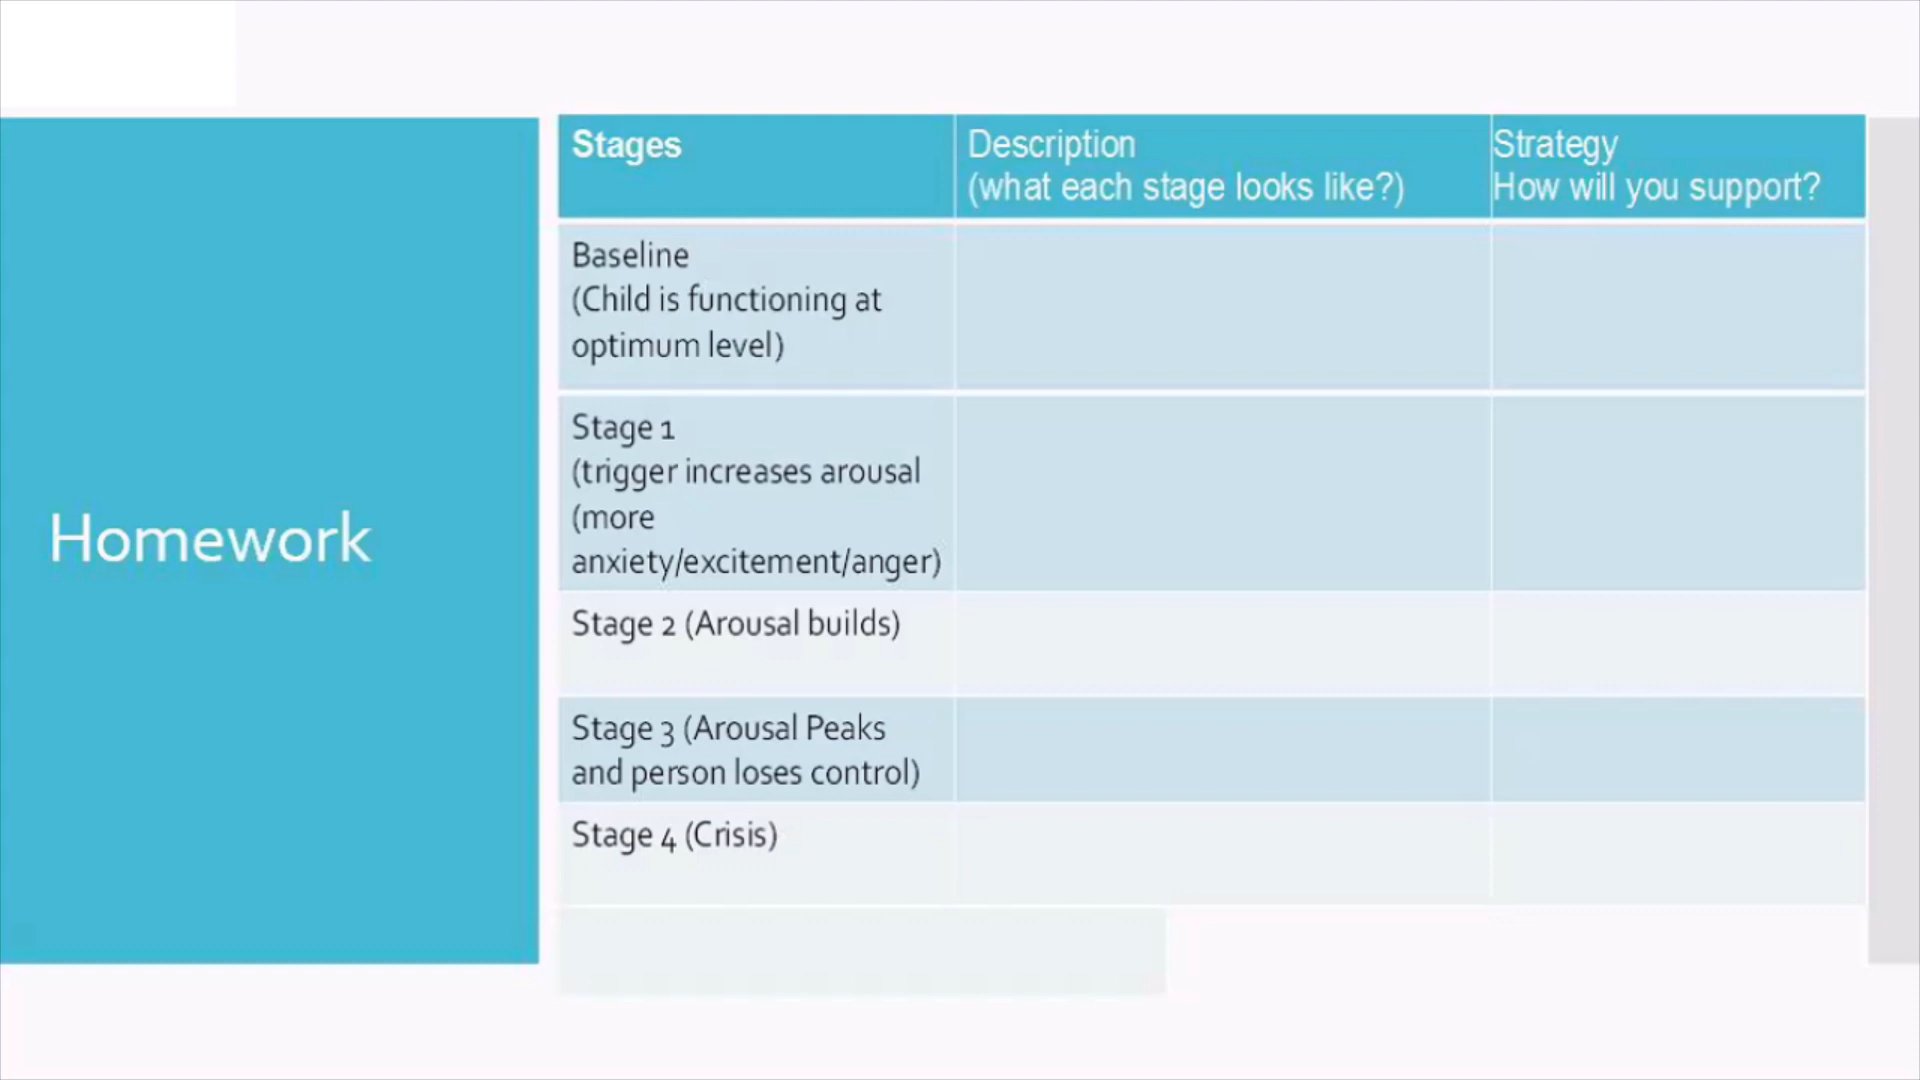 Homework
Stages
Description
(what each stage looks like?)
Strategy
How will you support?
Baseline
(Child is functioning at
optimum level)
Stage 1
(trigger increases arousal
(more
anxiety/excitement/anger)
Stage 2 (Arousal builds)
Stage 3 (Arousal Peaks
and person loses control)
Stage 4 (Crisis)